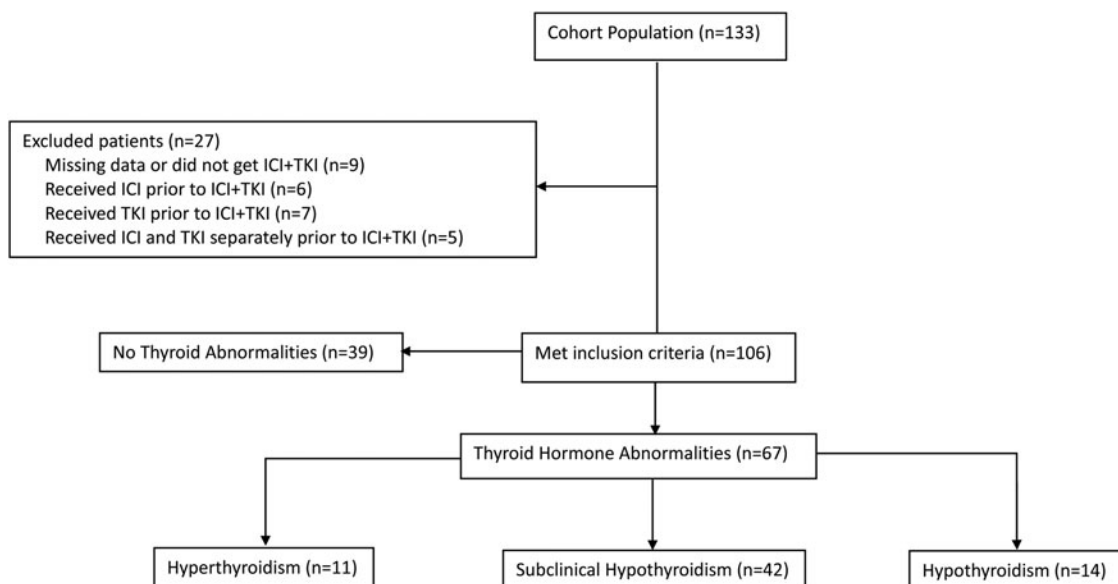 Cohort Population (n=133)
Excluded patients (n=27)
Missing data or did not get ICI+TKI (n=9)
Received ICI prior to ICI+TKI (n=6)
Received TKI prior to ICI+TKI (n=7)
Received ICI and TKI separately prior to ICI+TKI (n=5)
No Thyroid Abnormalities (n=39)
Met inclusion criteria (n=106)
Thyroid Hormone Abnormalities (n=67)
Hyperthyroidism (n=11)
Subclinical Hypothyroidism (n=42)
Hypothyroidism (n=14)